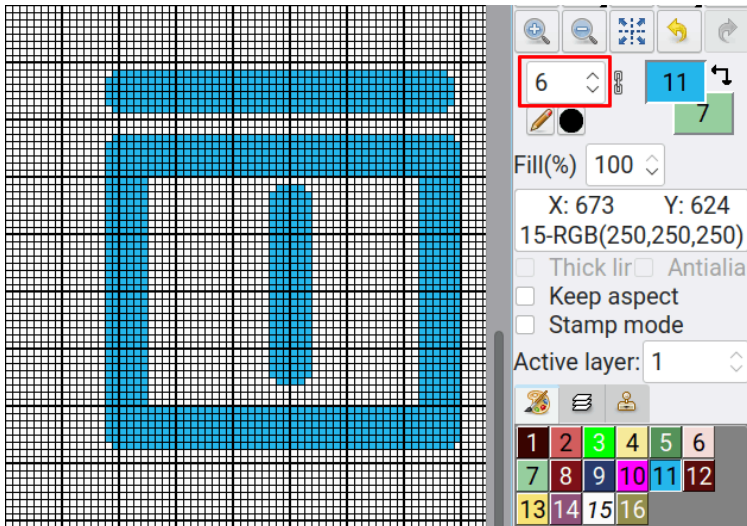 6
11
7
Fill(%) 100
X: 673 Y: 624
15-RGB(250,250,250)
Thick lir Antialia
Keep aspect
Stamp mode
Active layer: 1
1 2 3 4 5 6
7 8 9 10 11 12
13 14 15 16